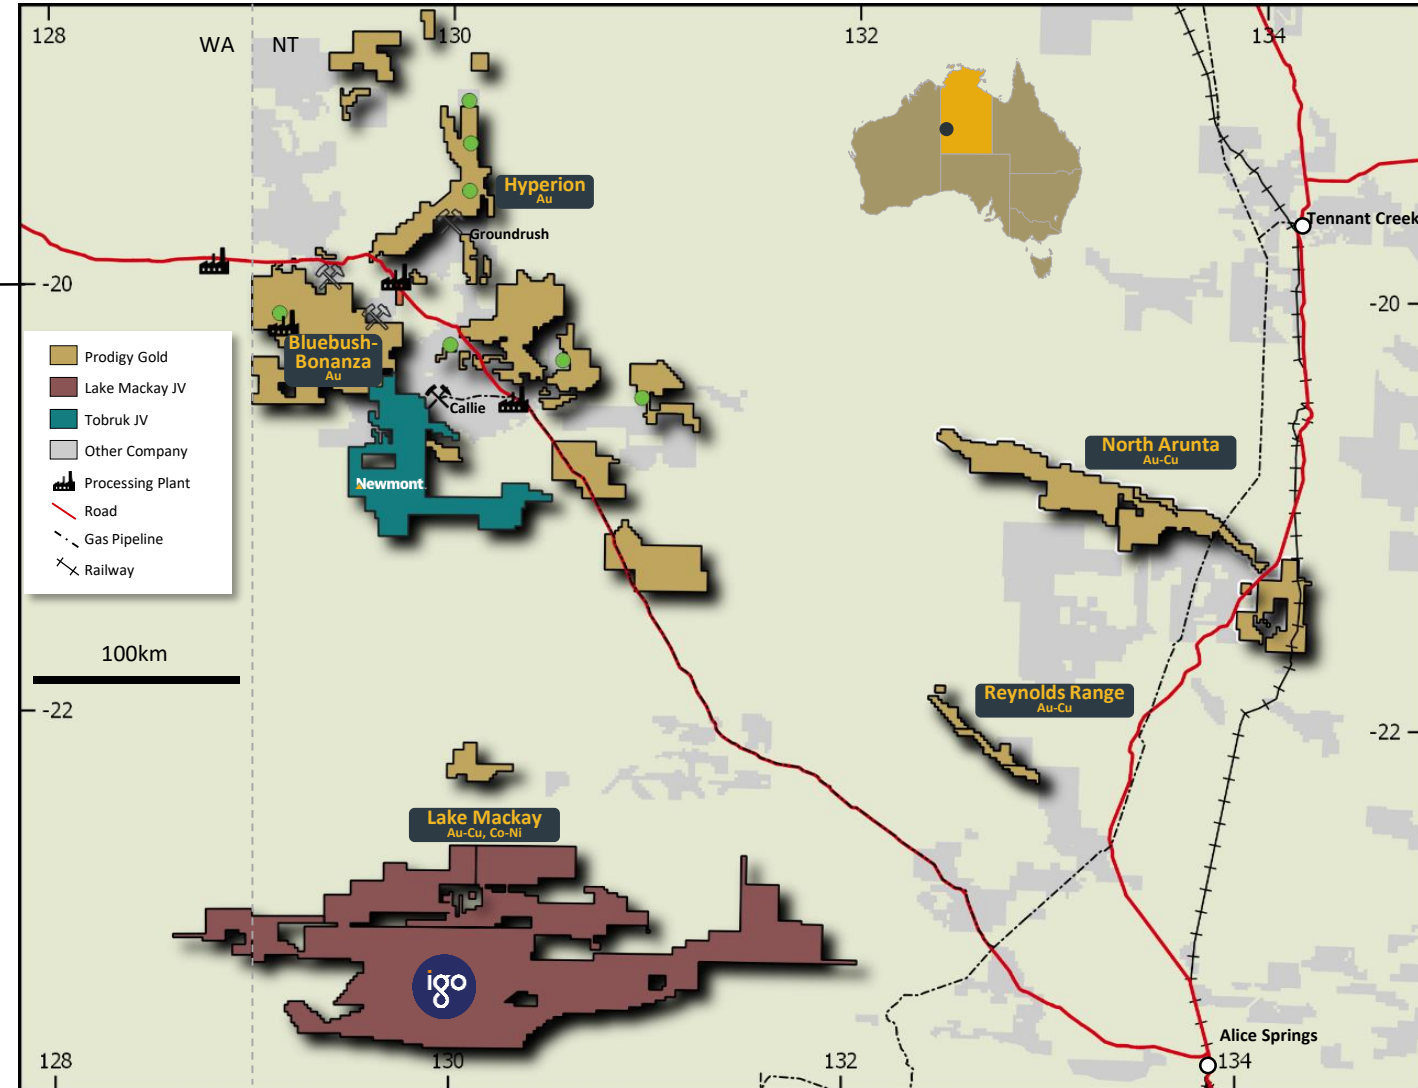 128
130
132
134
WA
NT
Hyperion
Au
Groundrush
Tennant Creek
-20
-20
Bluebush-
Bonanza
Au
Prodigy Gold
Lake Mackay JV
Tobruk JV
Other Company
Processing Plant
Road
Gas Pipeline
Railway
Callie
Newmont
North Arunta
Au-Cu
100km
Reynolds Range
Au-Cu
-22
-22
Lake Mackay
Au-Cu, Co-Ni
igo
Alice Springs
128
130
132
134